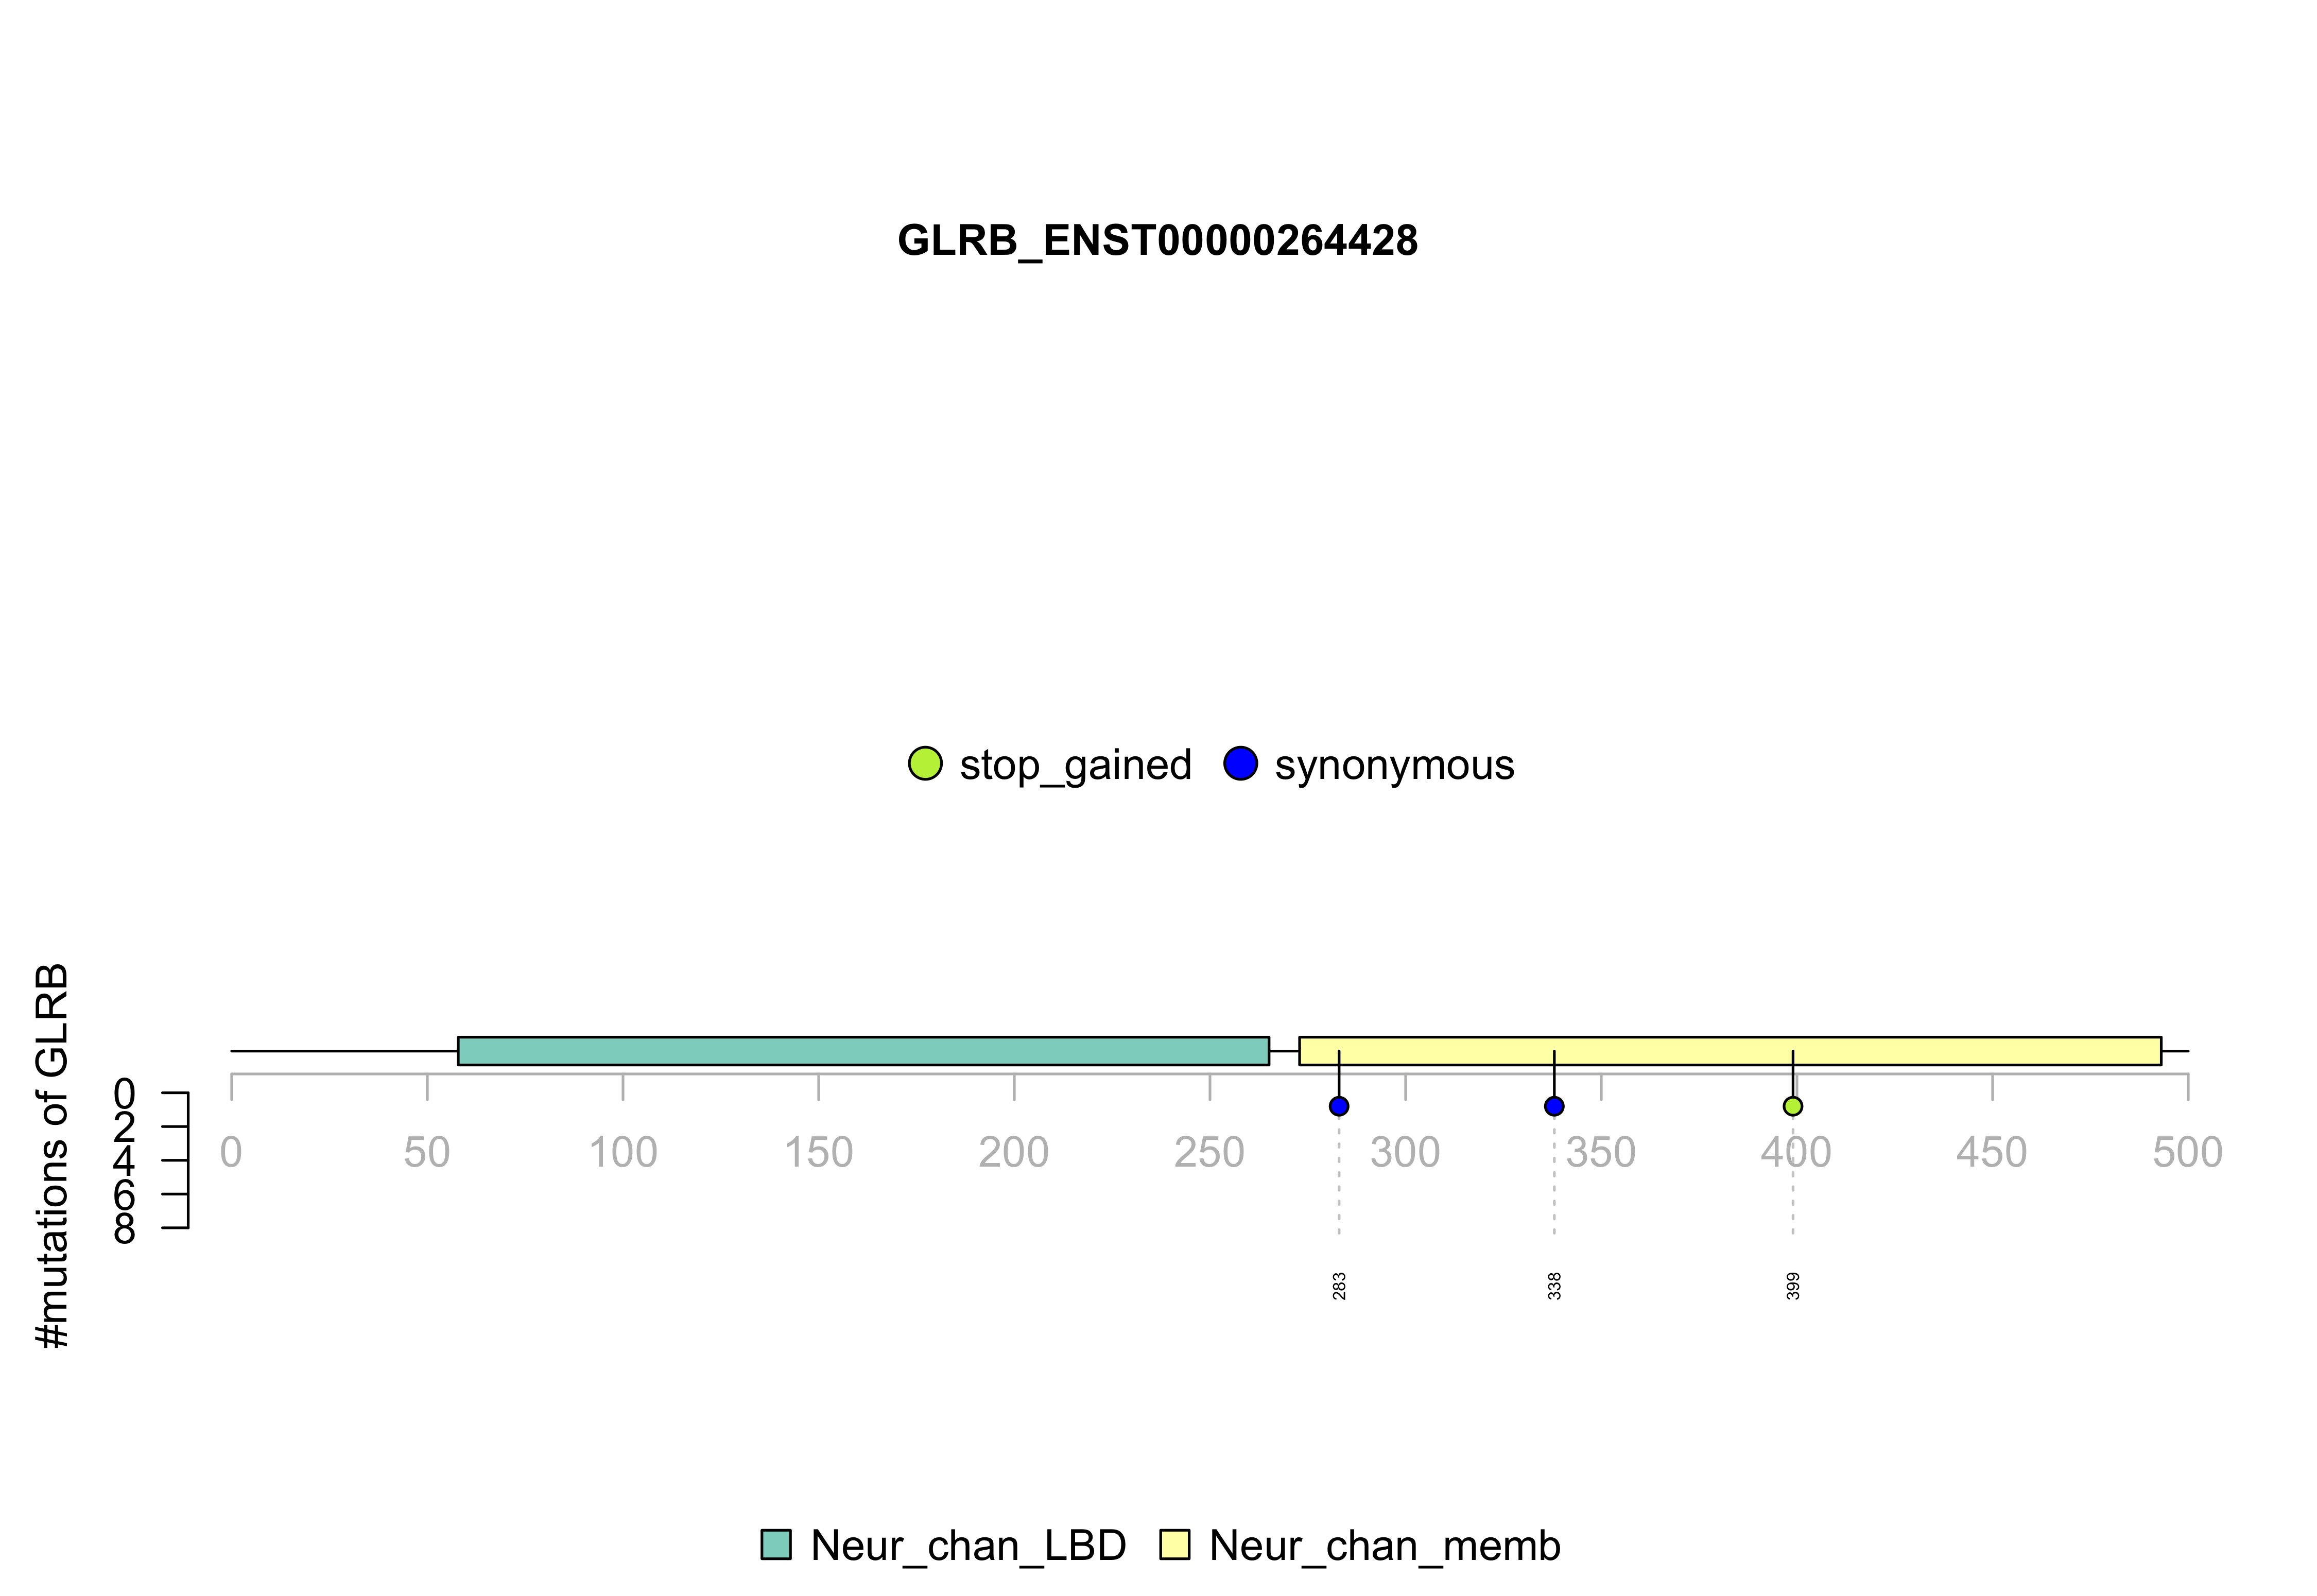 GLRB_ENST00000264428
stop_gained synonymous
#mutations of GLRB
0
2
4
6
8
0 50 100 150 200 250 300 350 400 450 500
283 338 399
Neur_chan_LBD Neur_chan_memb